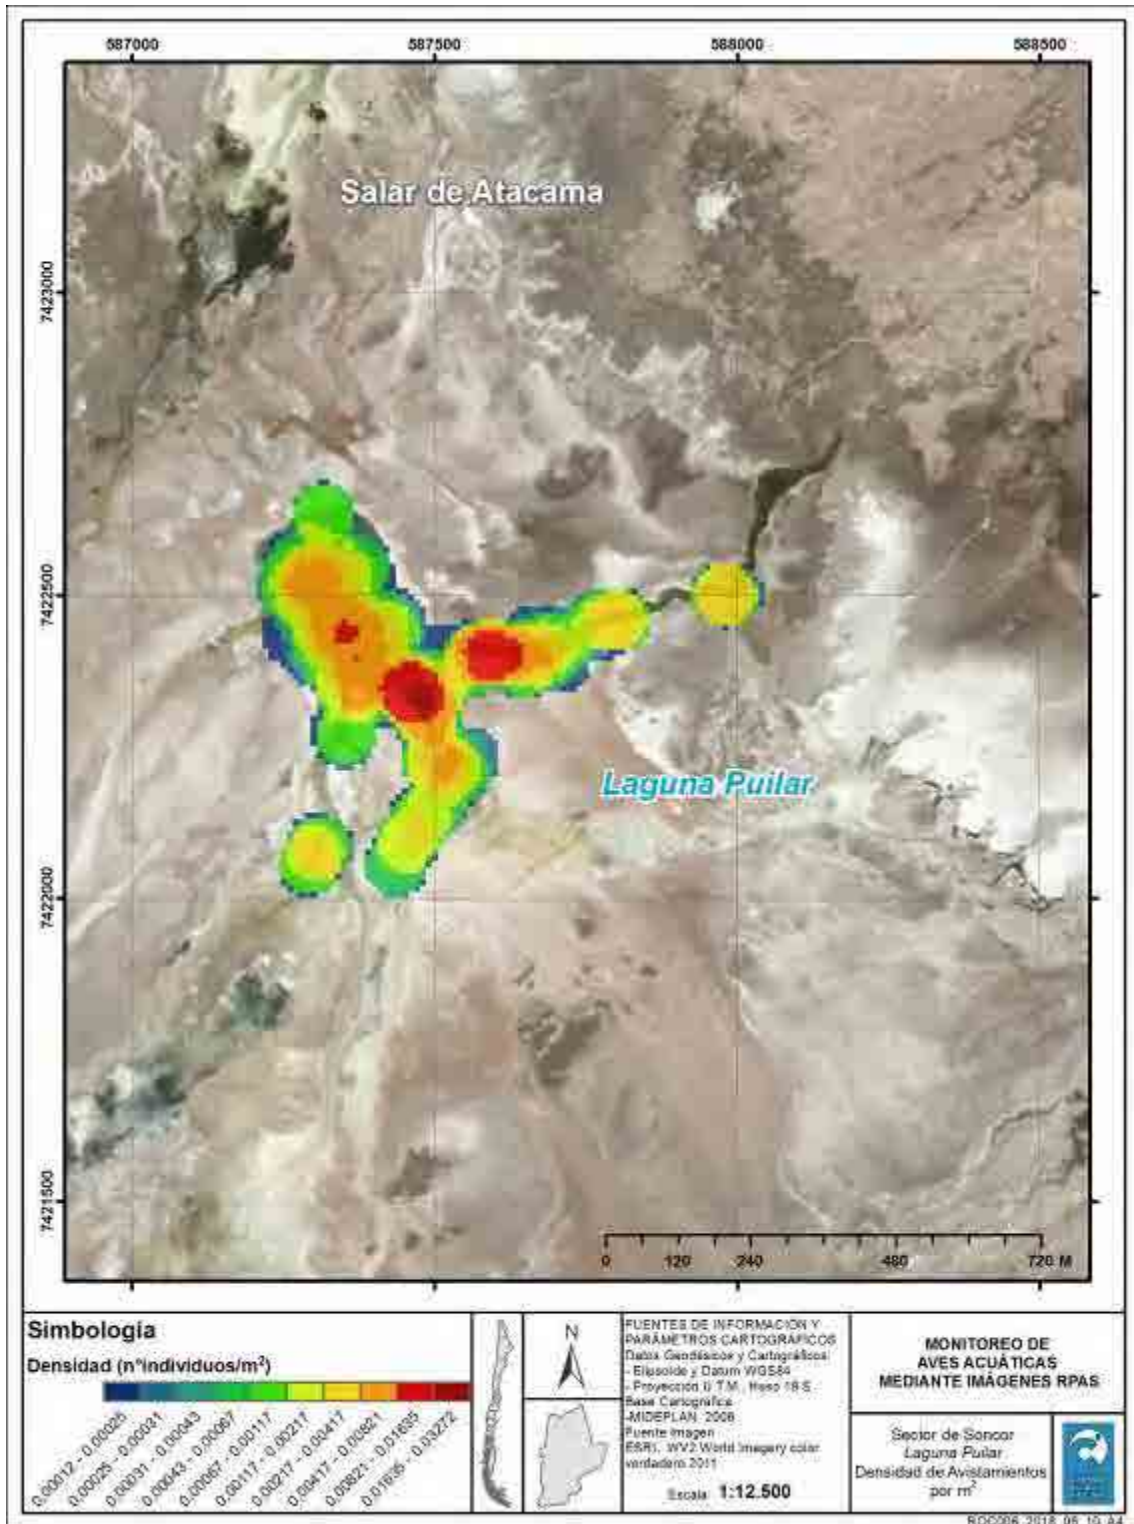 587000 587500 588000 588500
7423000
7422500
7422000
7421500
Salar de Atacama
Laguna Puilar
0 120 240 480 720 M
Simbología
Densidad (n°individuos/m²)
0.00012 - 0.00025
0.00025 - 0.00031
0.00031 - 0.00043
0.00043 - 0.00067
0.00067 - 0.00117
0.00117 - 0.00217
0.00217 - 0.00417
0.00417 - 0.00821
0.00821 - 0.01635
0.01635 - 0.03272
N
FUENTES DE INFORMACIÓN Y
PARÁMETROS CARTOGRÁFICOS
Datos Geodésicos y Cartográficos
- Elipsoide y Datum WGS84
- Proyección U.T.M., Huso 19 S
Base Cartográfica
-MIDEPLAN, 2006
Fuente Imagen
ESRI, WV2 World Imagery color
verdadero 2011
Escala: 1:12.500
MONITOREO DE
AVES ACUÁTICAS
MEDIANTE IMÁGENES RPAS
Sector de Soncor
Laguna Puilar
Densidad de Avistamientos
por m²